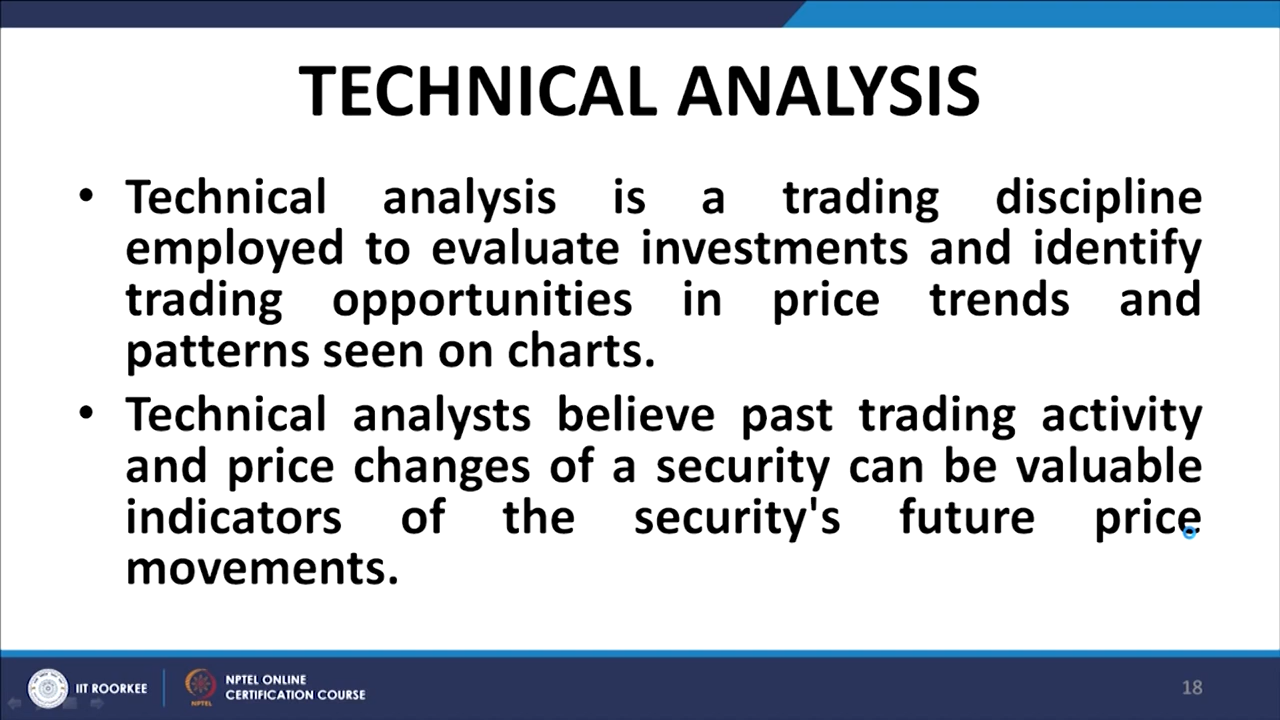 TECHNICAL ANALYSIS
• Technical analysis is a trading discipline
employed to evaluate investments and identify
trading opportunities in price trends and
patterns seen on charts.
• Technical analysts believe past trading activity
and price changes of a security can be valuable
indicators of the security's future price
movements.
IIT ROORKEE
NPTEL
NPTEL ONLINE
CERTIFICATION COURSE
18